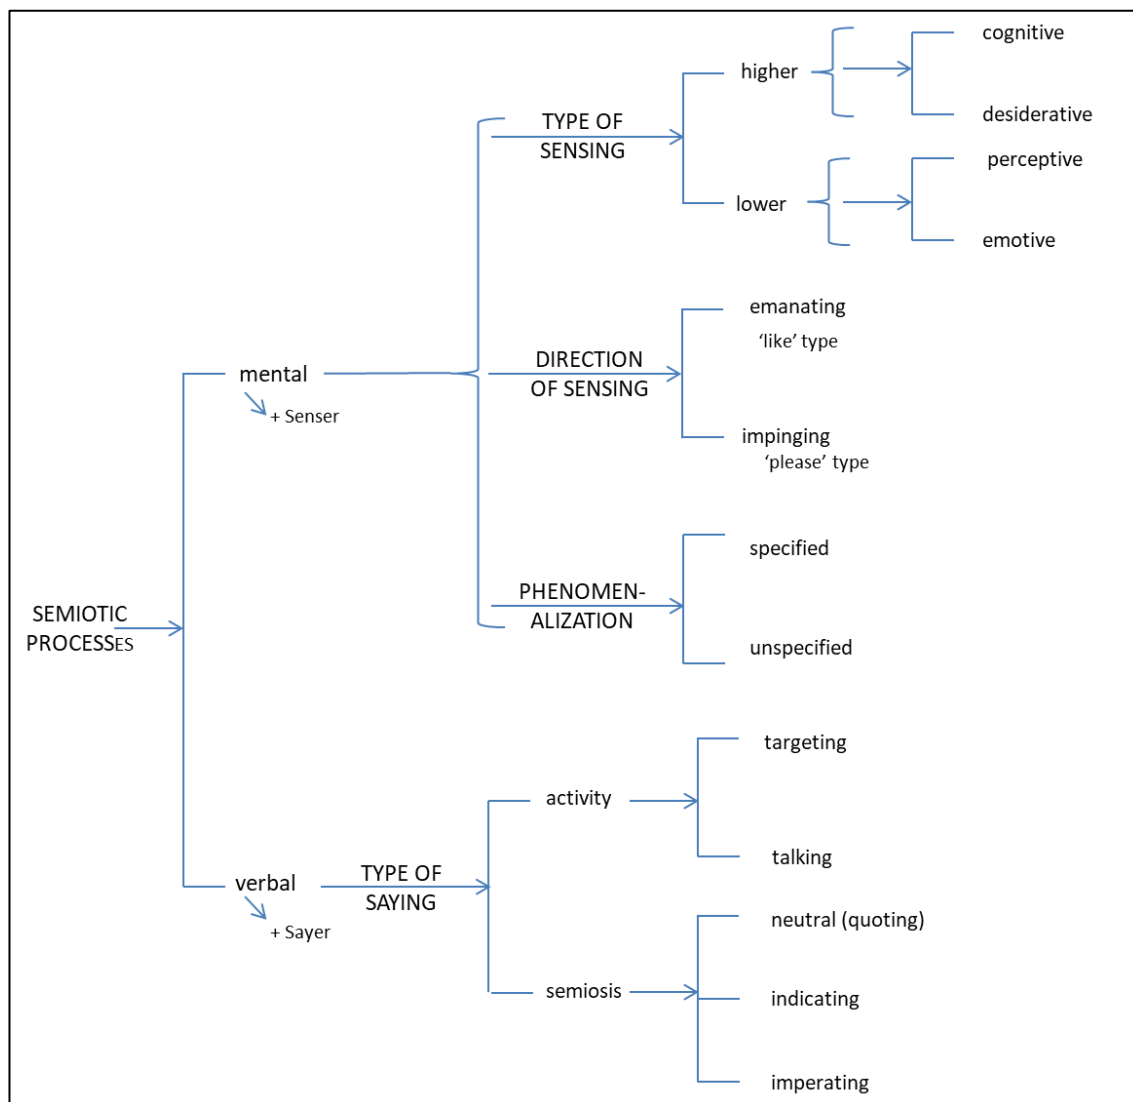 cognitive
higher
TYPE OF
SENSING
desiderative
perceptive
lower
emotive
emanating
‘like’ type
DIRECTION
OF SENSING
mental
+ Senser
impinging
‘please’ type
specified
PHENOMEN-
ALIZATION
SEMIOTIC
PROCESSES
unspecified
targeting
activity
talking
TYPE OF
SAYING
verbal
+ Sayer
neutral (quoting)
semiosis
indicating
imperating